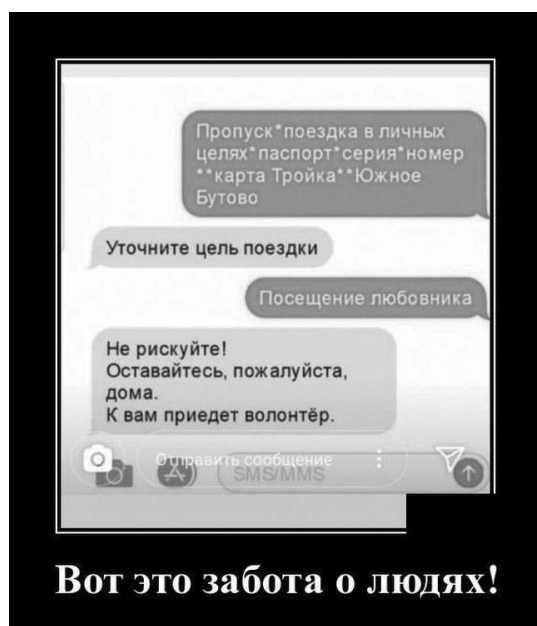 Пропуск*поездка в личных
целях*паспорт*серия*номер
**карта Тройка**Южное
Бутово
Уточните цель поездки
Посещение любовника
Не рискуйте!
Оставайтесь, пожалуйста,
дома.
К вам приедет волонтёр.
Отправить сообщение
SMS/MMS
Вот это забота о людях!